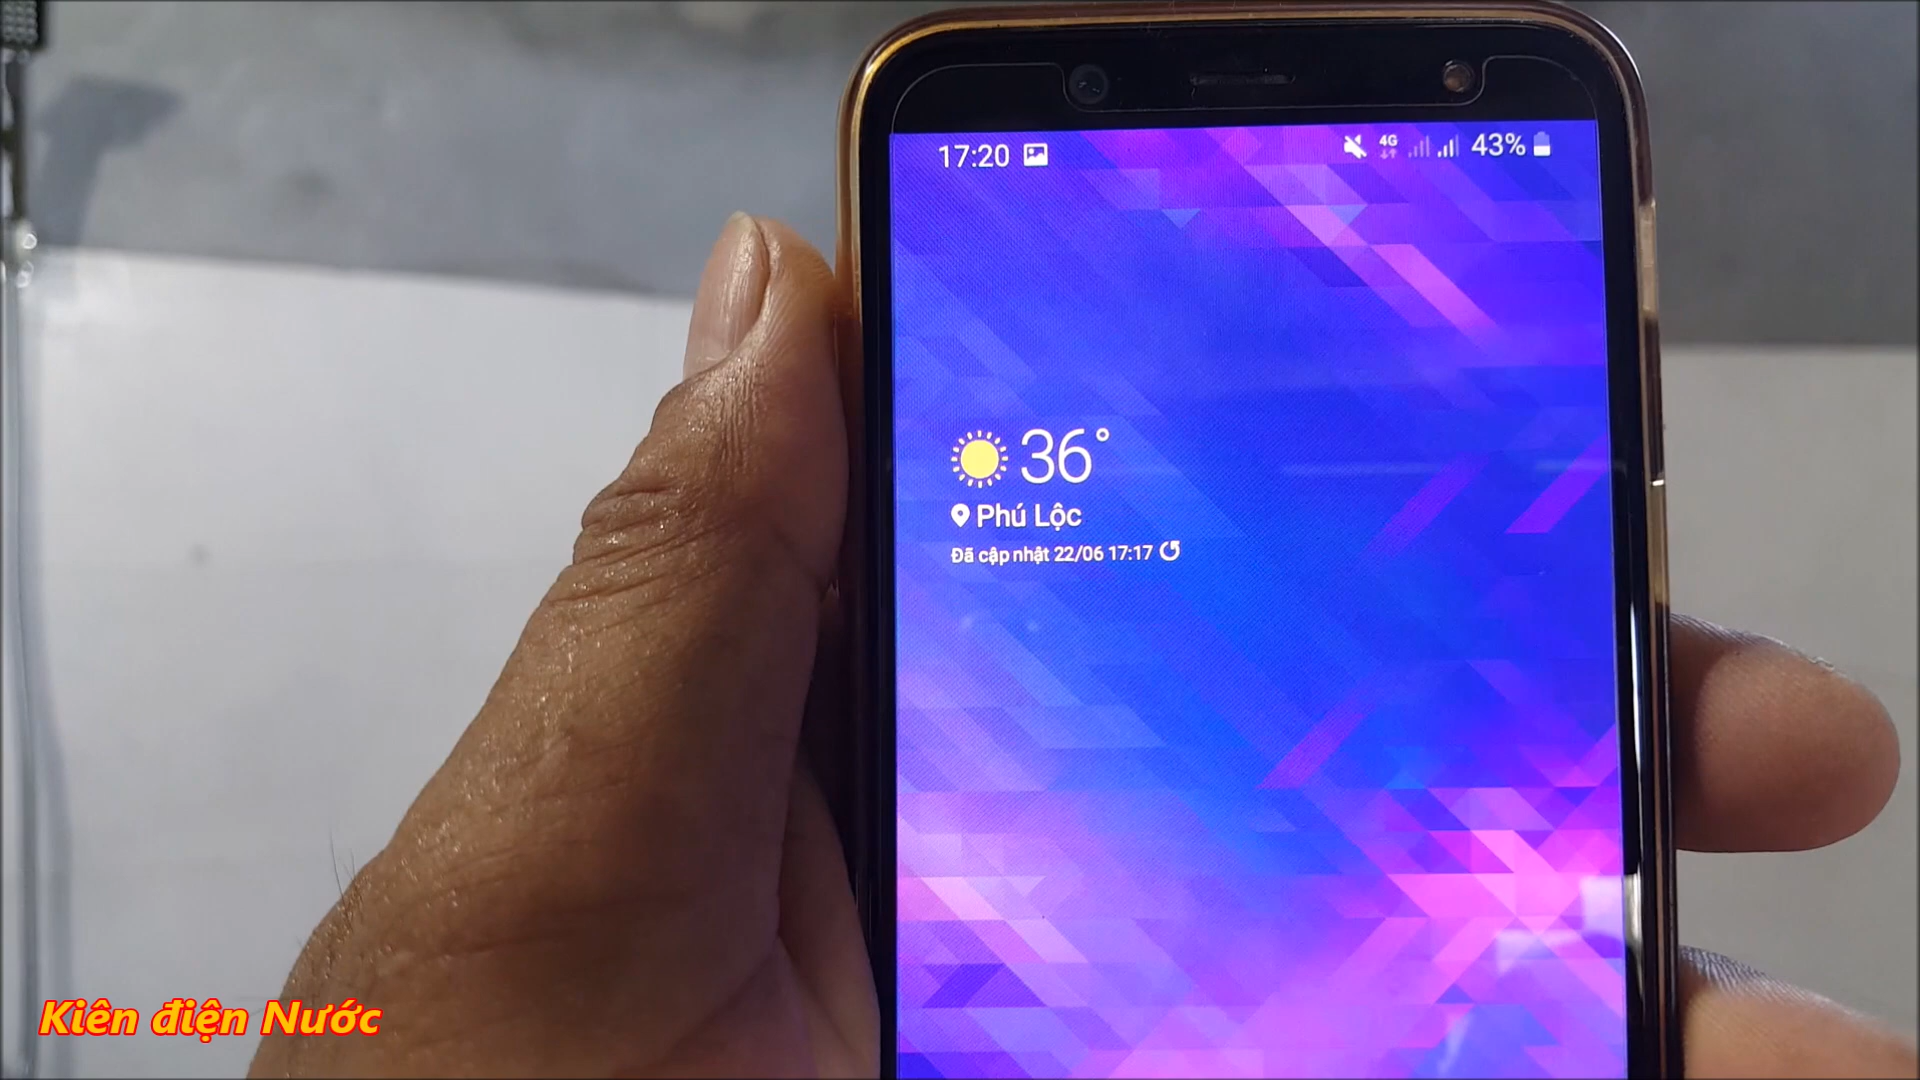 17:20
4G 43%
36°
Phú Lộc
Đã cập nhật 22/06 17:17
Kiên điện Nước